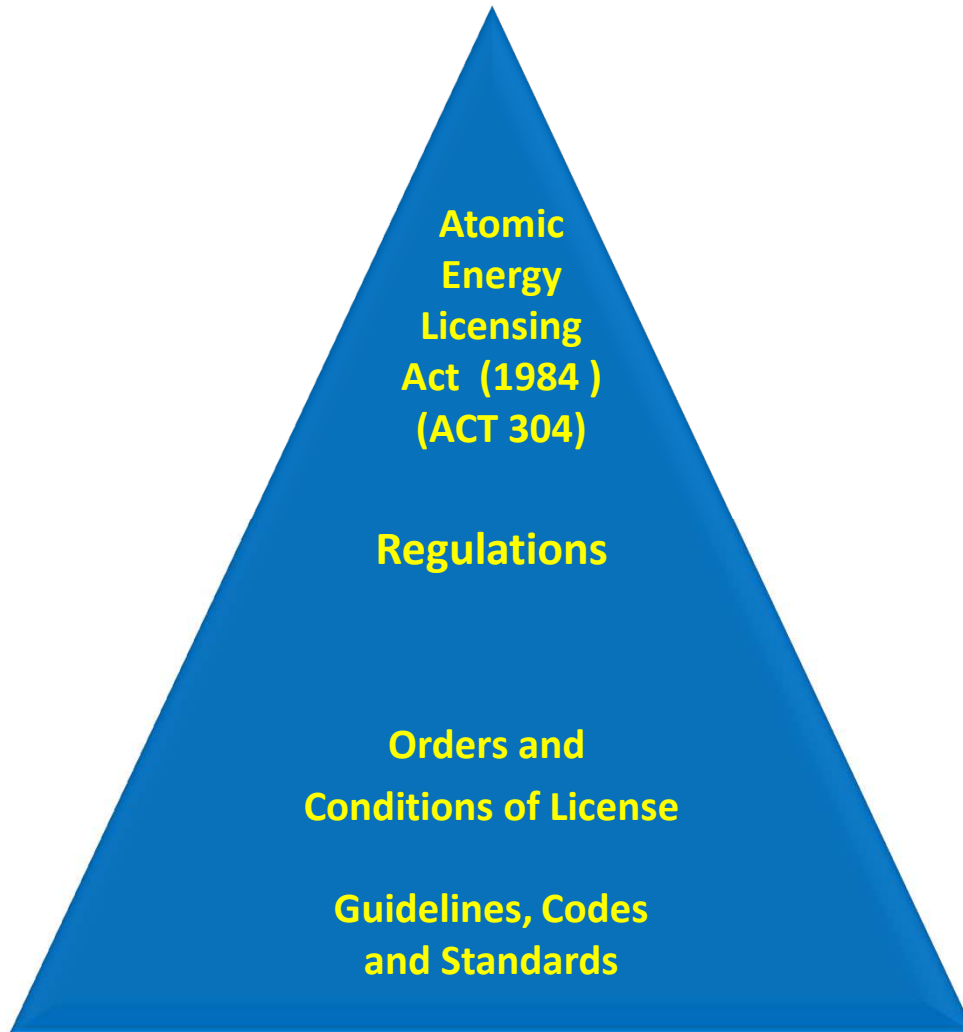 Atomic
Energy
Licensing
Act (1984 )
(ACT 304)
Regulations
Orders and
Conditions of License
Guidelines, Codes
and Standards